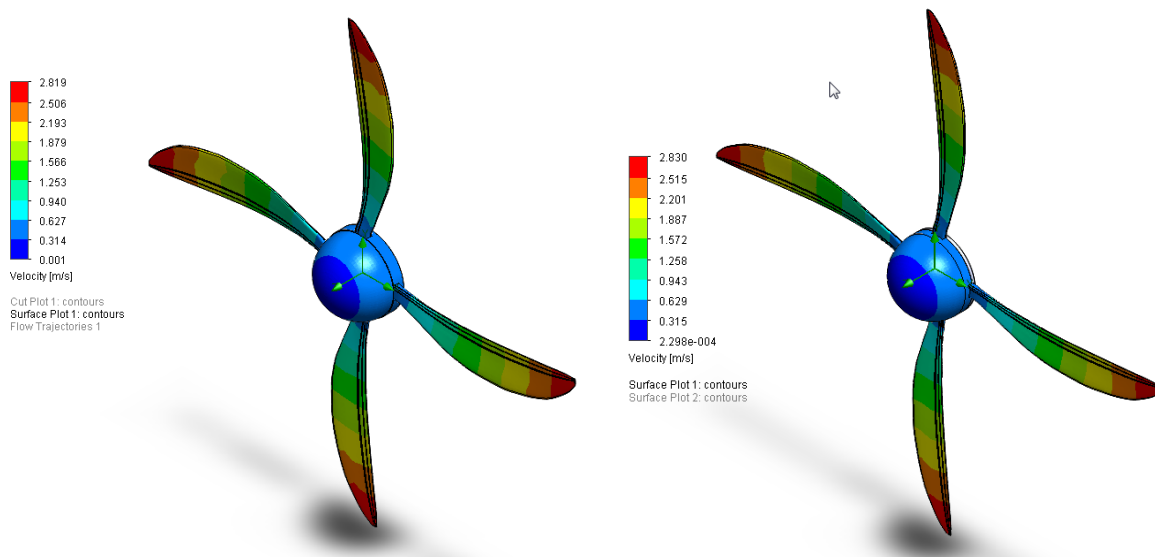 2.819
2.506
2.193
1.879
1.566
1.253
0.940
0.627
0.314
0.001
Velocity [m/s]
Cut Plot 1: contours
Surface Plot 1: contours
Flow Trajectories 1
2.830
2.515
2.201
1.887
1.572
1.258
0.943
0.629
0.315
2.298e-004
Velocity [m/s]
Surface Plot 1: contours
Surface Plot 2: contours